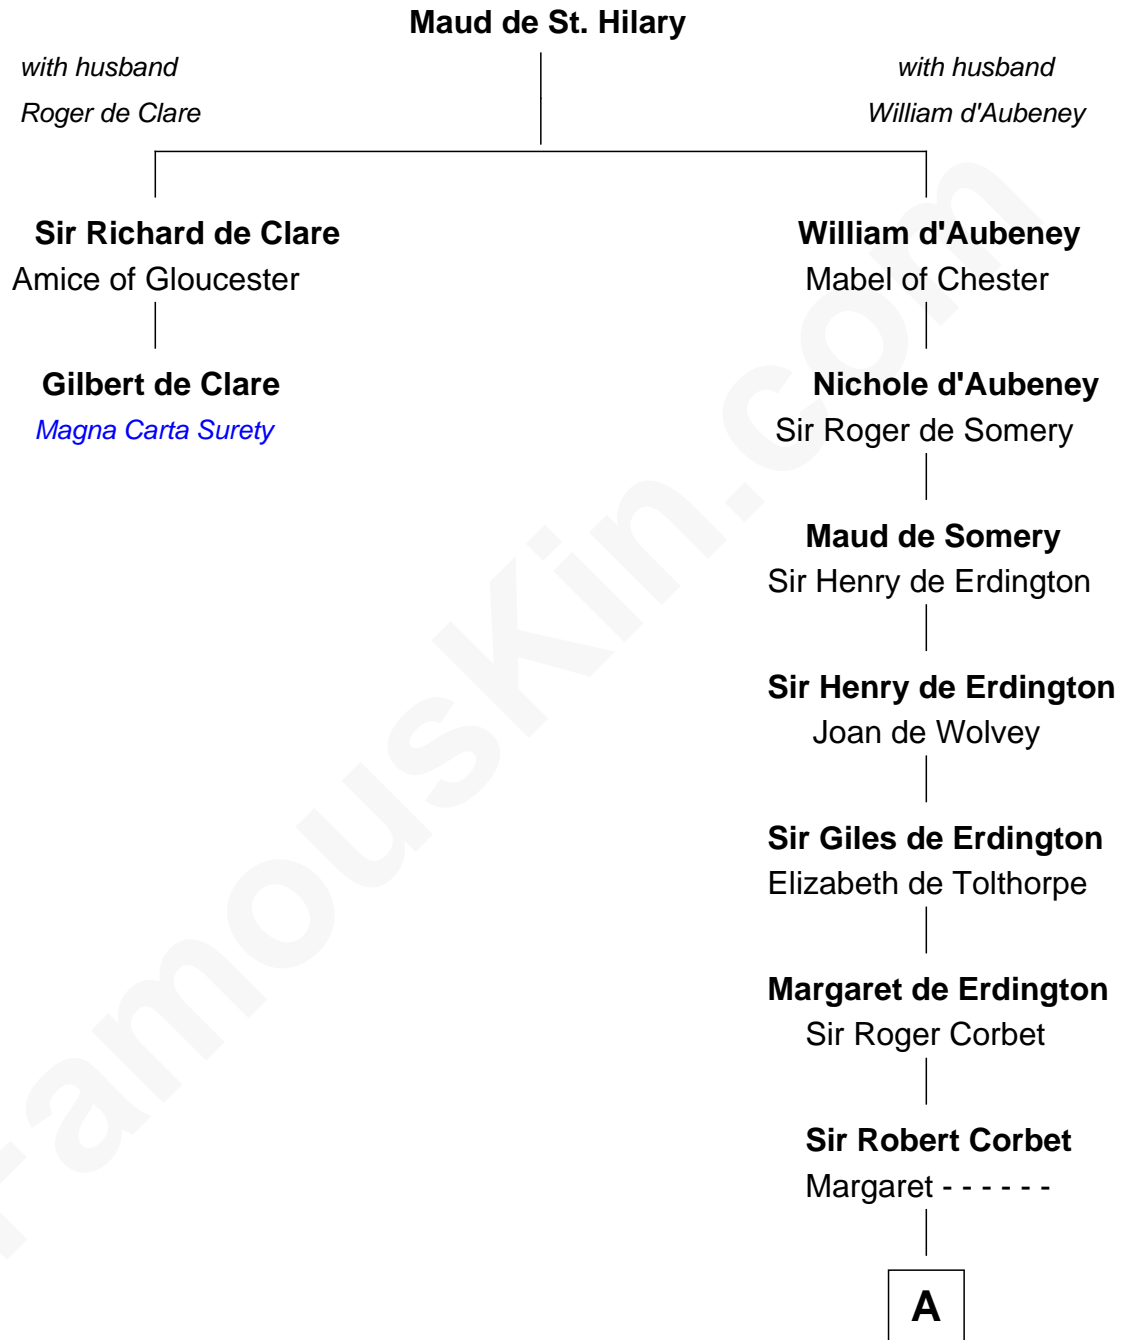 Maud de St. Hilary
with husband
Roger de Clare
with husband
William d'Aubeney
Sir Richard de Clare
Amice of Gloucester
Gilbert de Clare
Magna Carta Surety
William d'Aubeney
Mabel of Chester
Nichole d'Aubeney
Sir Roger de Somery
Maud de Somery
Sir Henry de Erdington
Sir Henry de Erdington
Joan de Wolvey
Sir Giles de Erdington
Elizabeth de Tolthorpe
Margaret de Erdington
Sir Roger Corbet
Sir Robert Corbet
Margaret - - - - - -
A
FamousKin.com